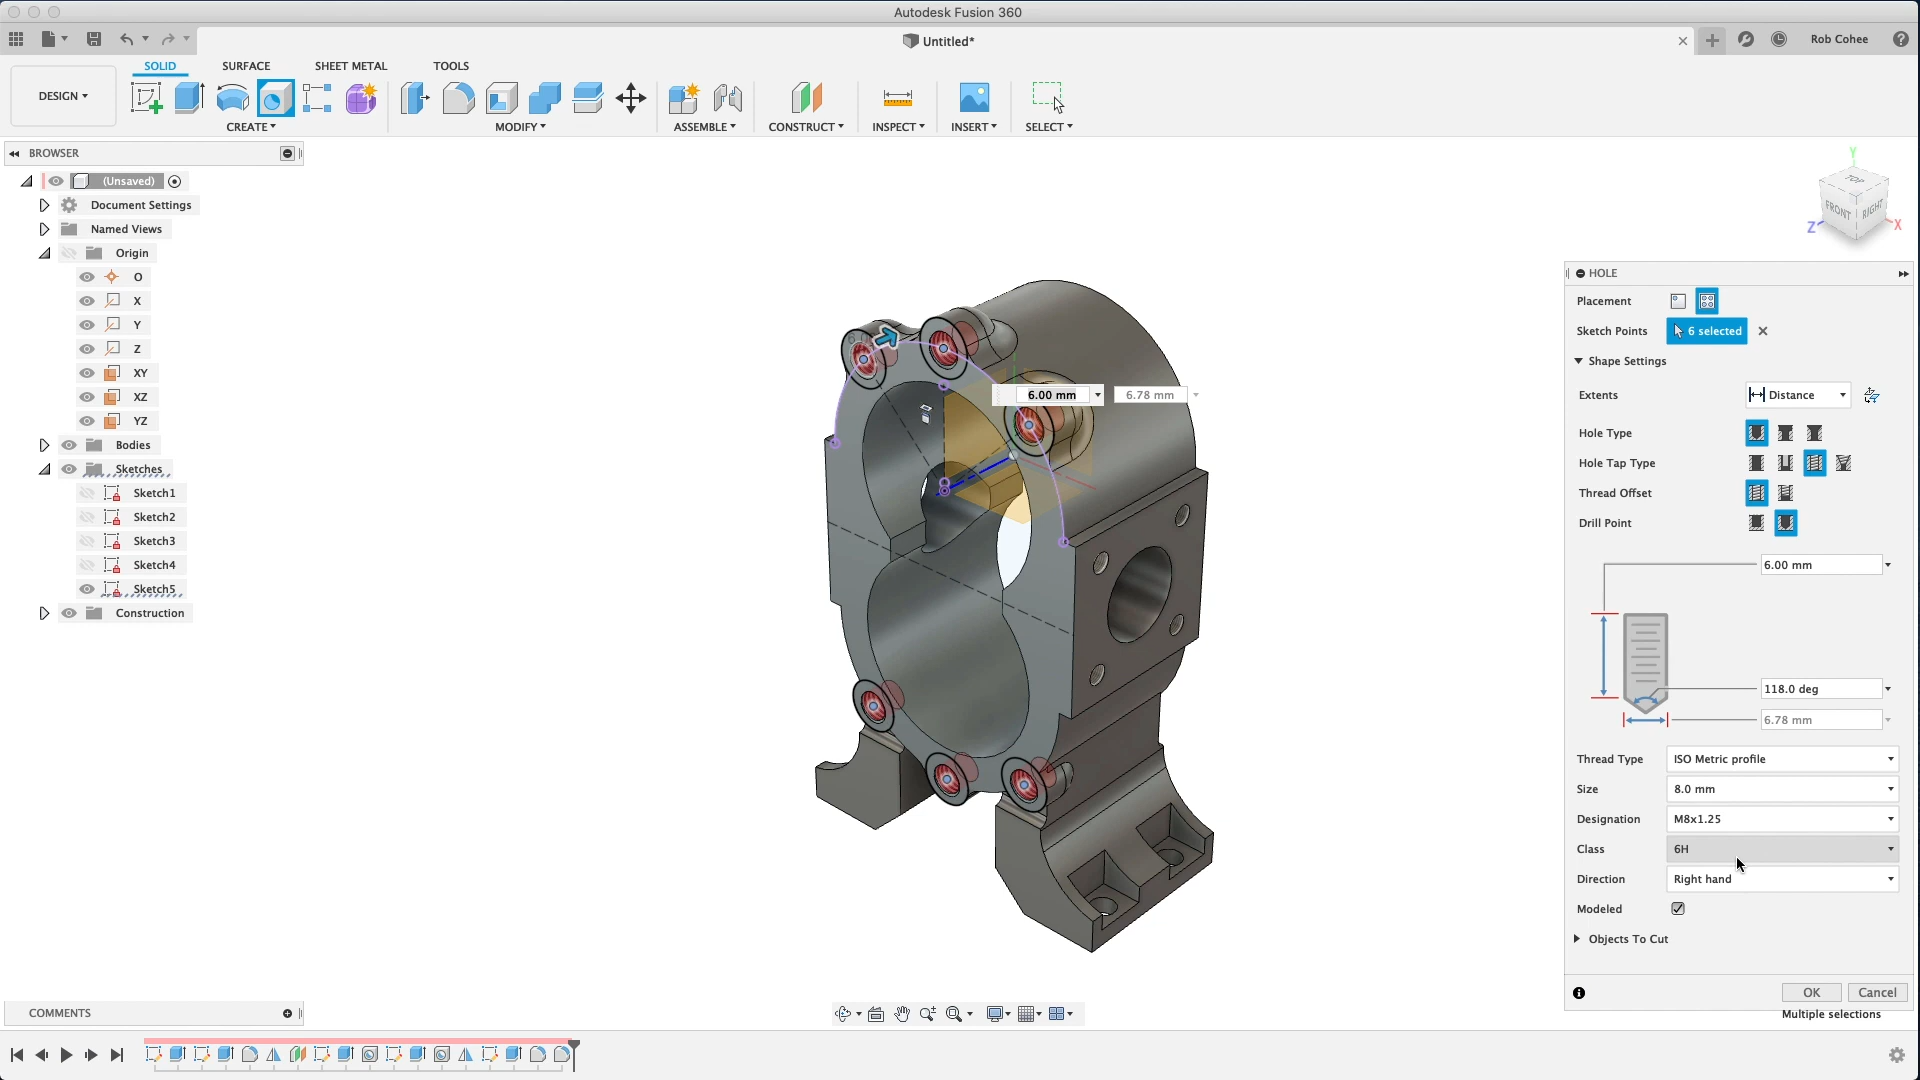 Autodesk Fusion 360
Untitled*
Rob Cohee
SOLID SURFACE SHEET METAL TOOLS
DESIGN
CREATE MODIFY ASSEMBLE CONSTRUCT INSPECT INSERT SELECT
BROWSER
(Unsaved)
Document Settings
Named Views
Origin
O
X
Y
Z
XY
XZ
YZ
Bodies
Sketches
Sketch1
Sketch2
Sketch3
Sketch4
Sketch5
Construction
6.00 mm 6.78 mm
Y
TOP
FRONT RIGHT
Z X
HOLE
Placement
Sketch Points 6 selected
Shape Settings
Extents Distance
Hole Type
Hole Tap Type
Thread Offset
Drill Point
6.00 mm
118.0 deg
6.78 mm
Thread Type ISO Metric profile
Size 8.0 mm
Designation M8x1.25
Class 6H
Direction Right hand
Modeled
Objects To Cut
OK Cancel
Multiple selections
COMMENTS